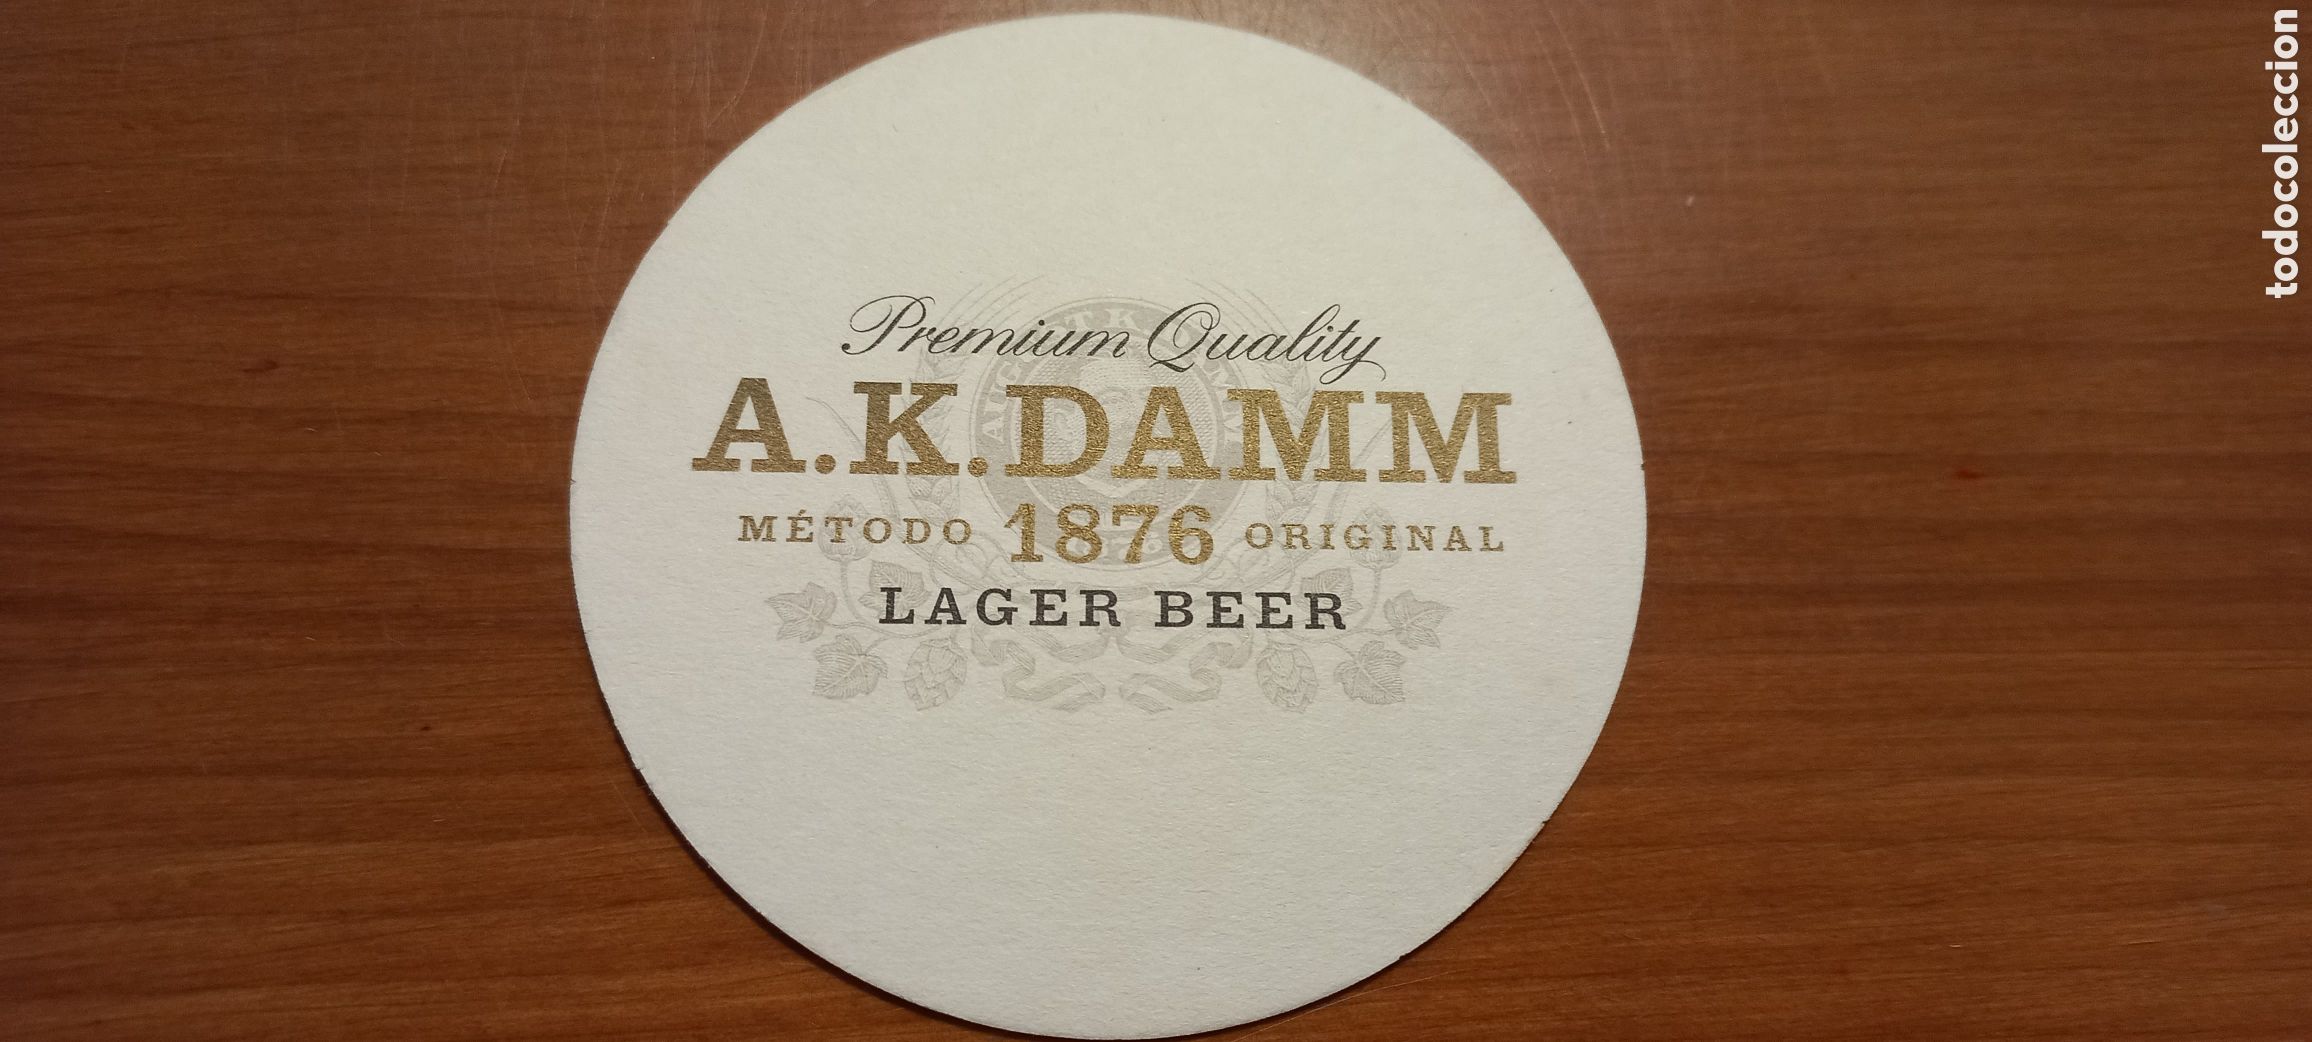 Premium Quality
A.K.DAMM
MÉTODO 1876 ORIGINAL
LAGER BEER
todocoleccion